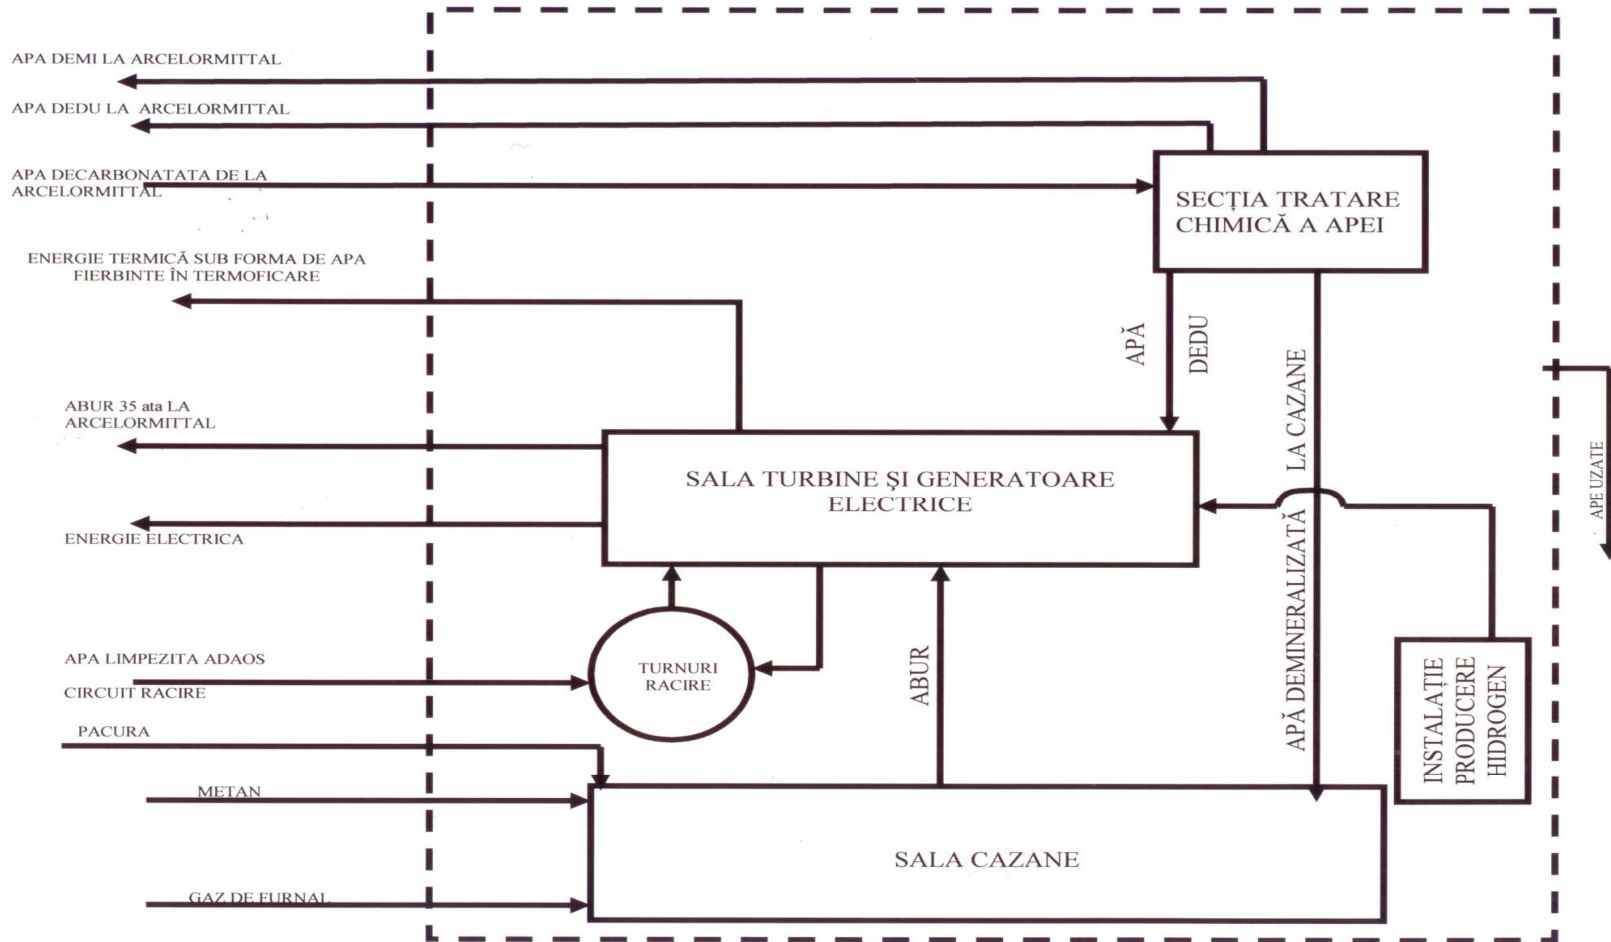 APA DEMI LA ARCELORMITTAL
APA DEDU LA ARCELORMITTAL
APA DECARBONATATA DE LA
ARCELORMITTAL
SECȚIA TRATARE
CHIMICĂ A APEI
ENERGIE TERMICĂ SUB FORMA DE APA
FIERBINTE ÎN TERMOFICARE
APĂ
DEDU
APĂ DEMINERALIZATĂ LA CAZANE
ABUR 35 ata LA
ARCELORMITTAL
SALA TURBINE ŞI GENERATOARE
ELECTRICE
ENERGIE ELECTRICA
APE UZATE
APA LIMPEZITA ADAOS
CIRCUIT RACIRE
TURNURI
RACIRE
ABUR
INSTALAȚIE
PRODUCERE
HIDROGEN
PACURA
METAN
SALA CAZANE
GAZ DE FURNAL